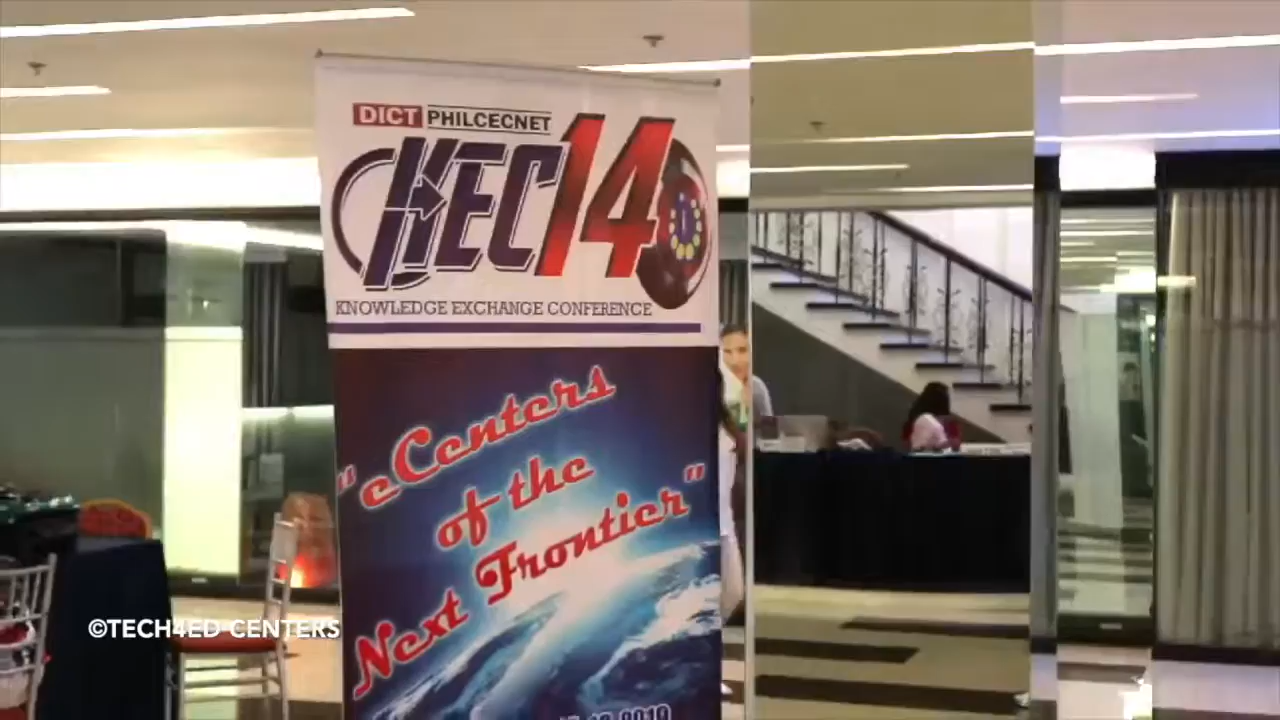 DICT PHILCECNET
KEC14
KNOWLEDGE EXCHANGE CONFERENCE
"eCenters
of the
Next Frontier"
©TECH4ED CENTERS